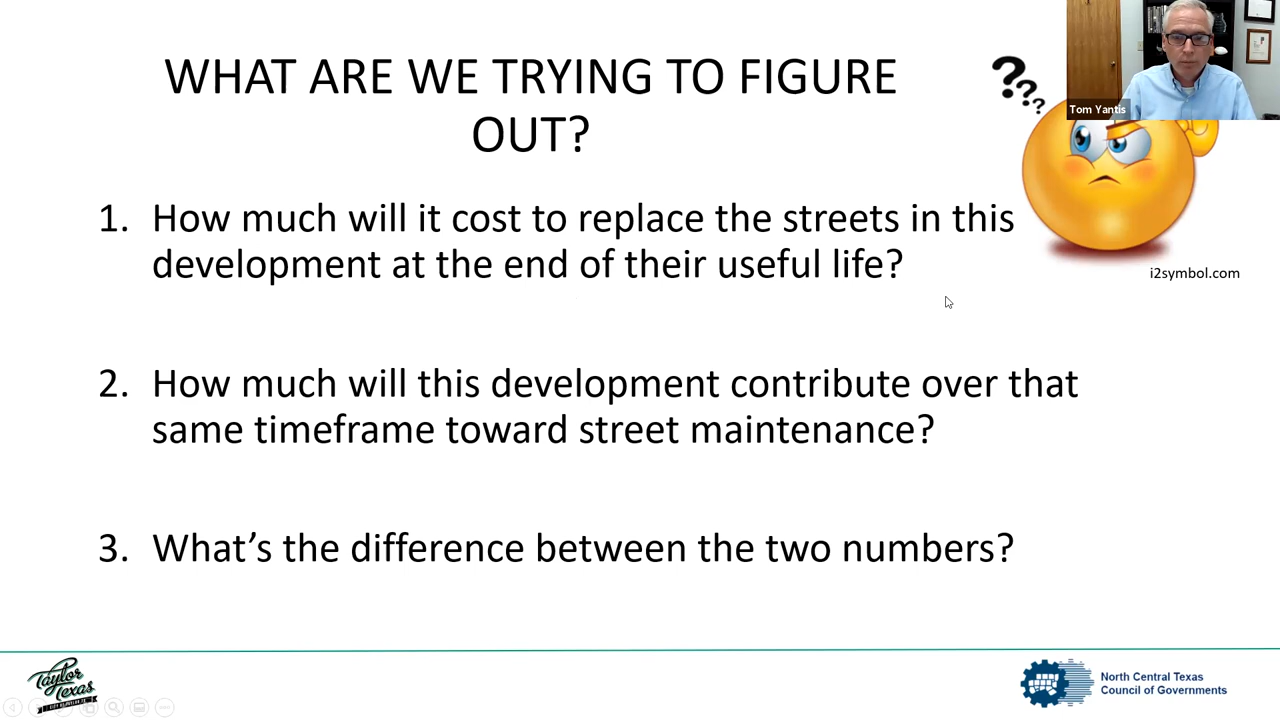 WHAT ARE WE TRYING TO FIGURE
OUT?
???
Tom Yantis
1. How much will it cost to replace the streets in this
development at the end of their useful life?
i2symbol.com
2. How much will this development contribute over that
same timeframe toward street maintenance?
3. What's the difference between the two numbers?
Taylor
Texas
North Central Texas
Council of Governments